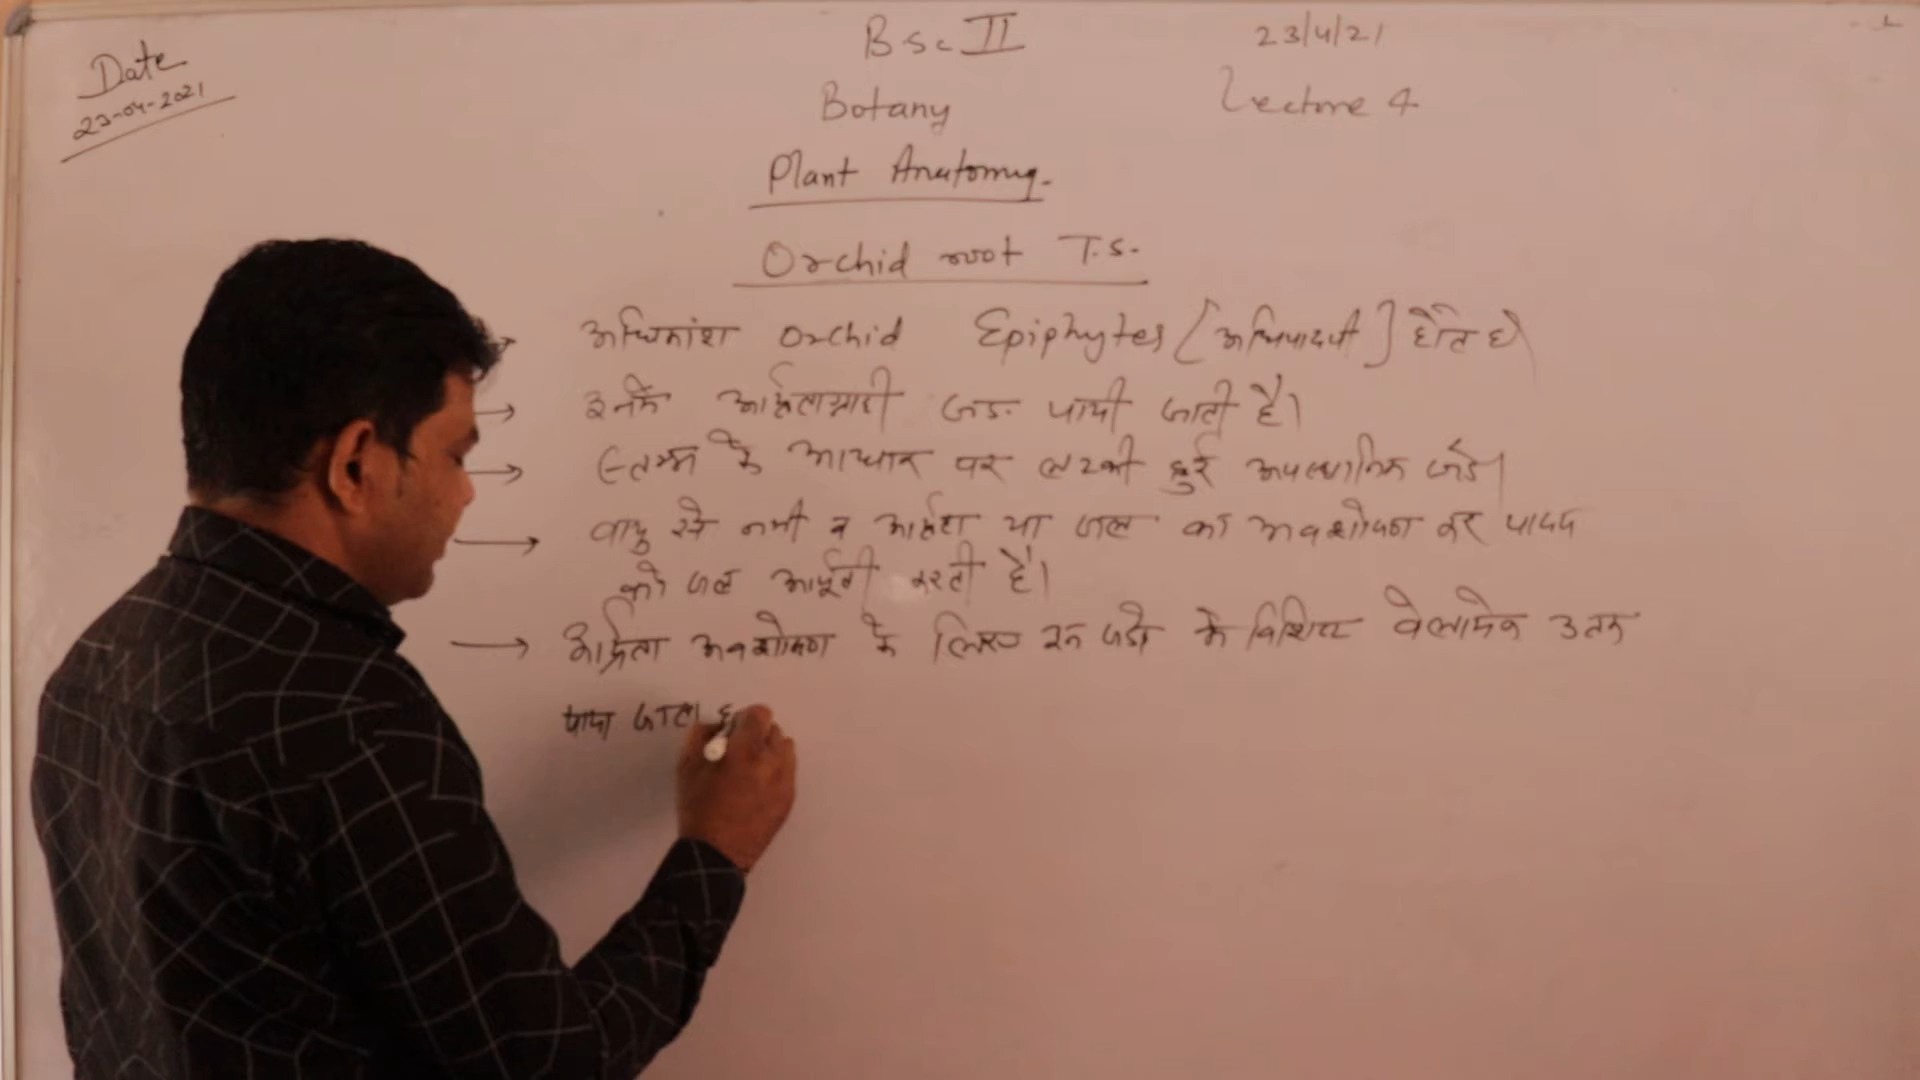 Date
23-04-2021
B.Sc II
23/4/21
Botany
Lecture 4
Plant Anatomy.
Orchid root T.S.
→ अधिकांश Orchid Epiphytes [अधिपादपी] होते है
→ इनमे आर्द्रताग्राही जड पायी जाती है।
→ स्तम्भ के आधार पर लटकी हुई अपस्थानिक जडे।
→ वायु से नमी व आर्द्रता या जल का अवशोषण कर पादप
को जल आपूर्ती करती है।
→ आर्द्रता अवशोषण के लिए इन जडो मे विशिष्ट वेलामेन उतक
पाया जाता